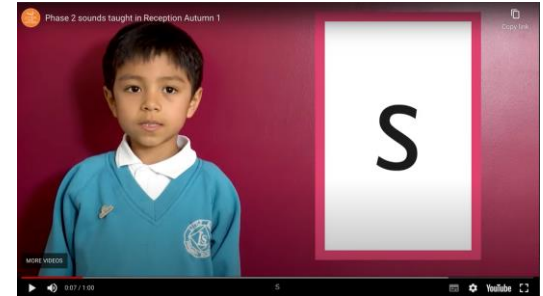 Phase 2 sounds taught in Reception Autumn 1
Copy link
s
MORE VIDEOS
0:07 / 1:00
S
YouTube